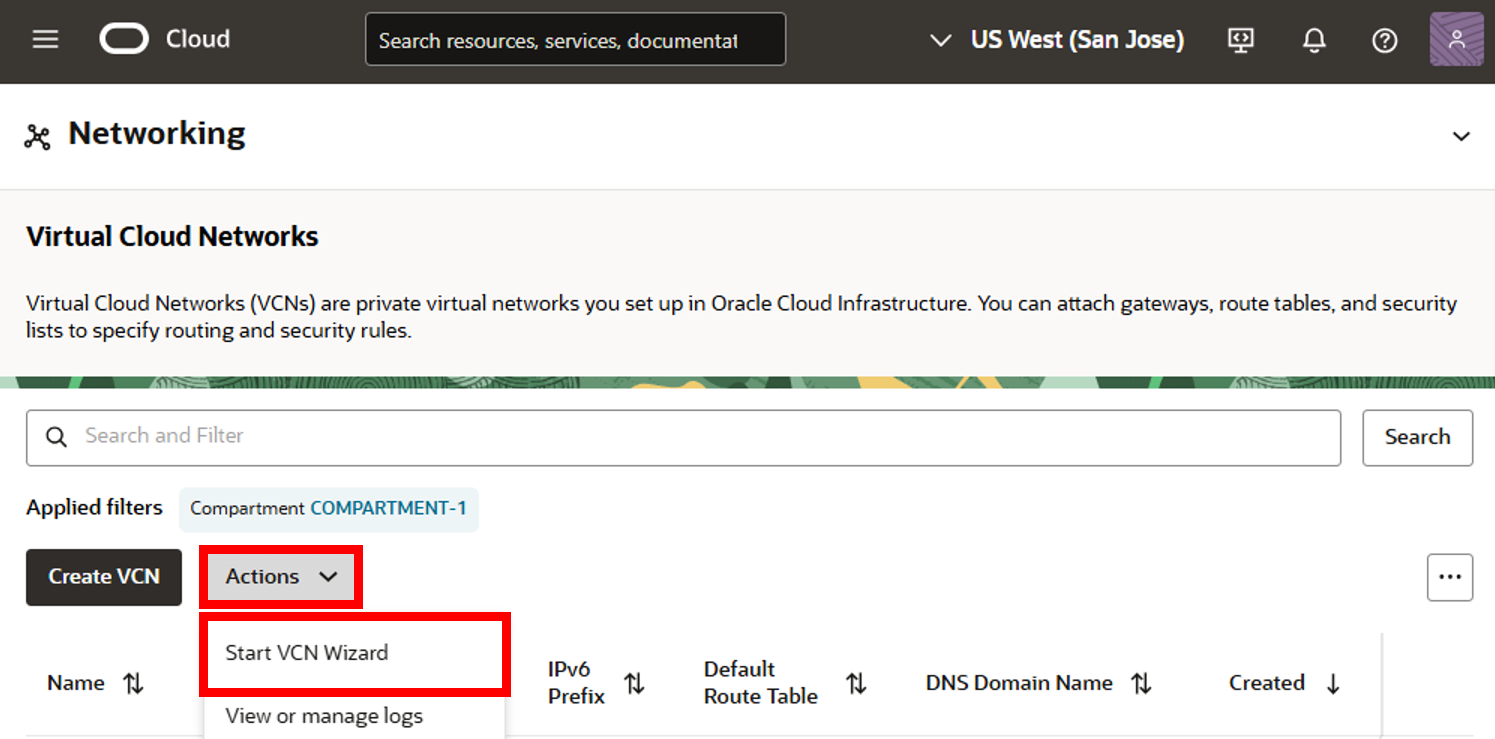 Cloud
Search resources, services, documentat
US West (San Jose)
Networking
Virtual Cloud Networks
Virtual Cloud Networks (VCNs) are private virtual networks you set up in Oracle Cloud Infrastructure. You can attach gateways, route tables, and security
lists to specify routing and security rules.
Search and Filter
Search
Applied filters
Compartment COMPARTMENT-1
Create VCN
Actions
Start VCN Wizard
View or manage logs
Name
IPv6
Prefix
Default
Route Table
DNS Domain Name
Created